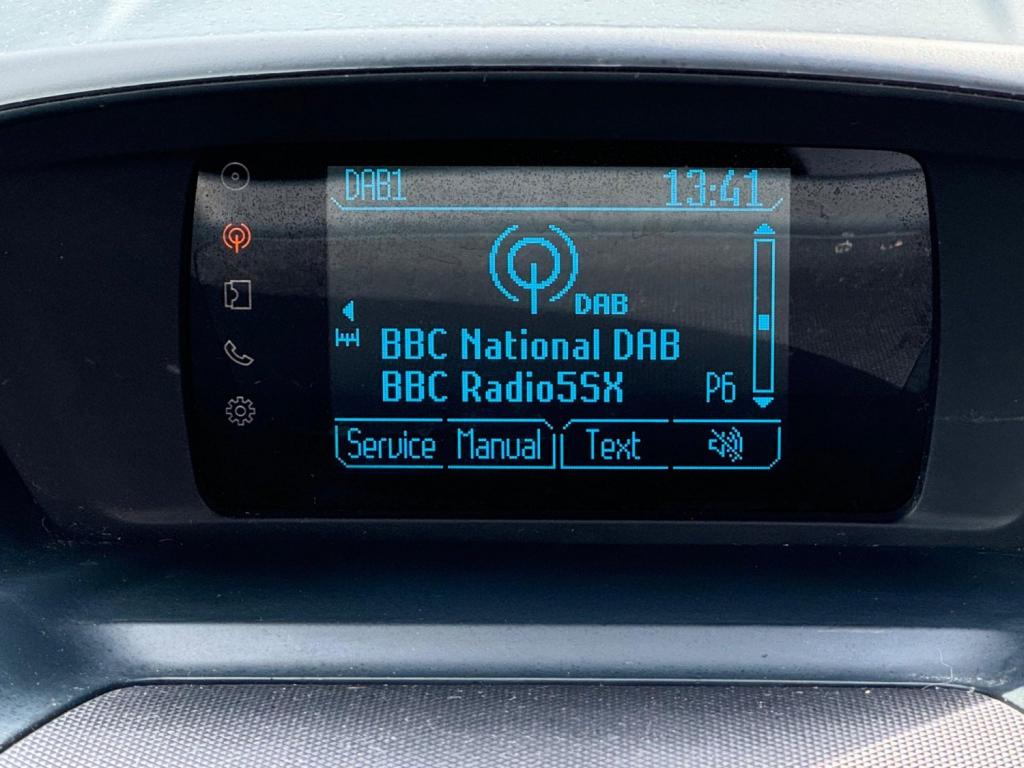 DAB1 13:41
DAB
BBC National DAB
BBC Radio5SX P6
Service Manual Text